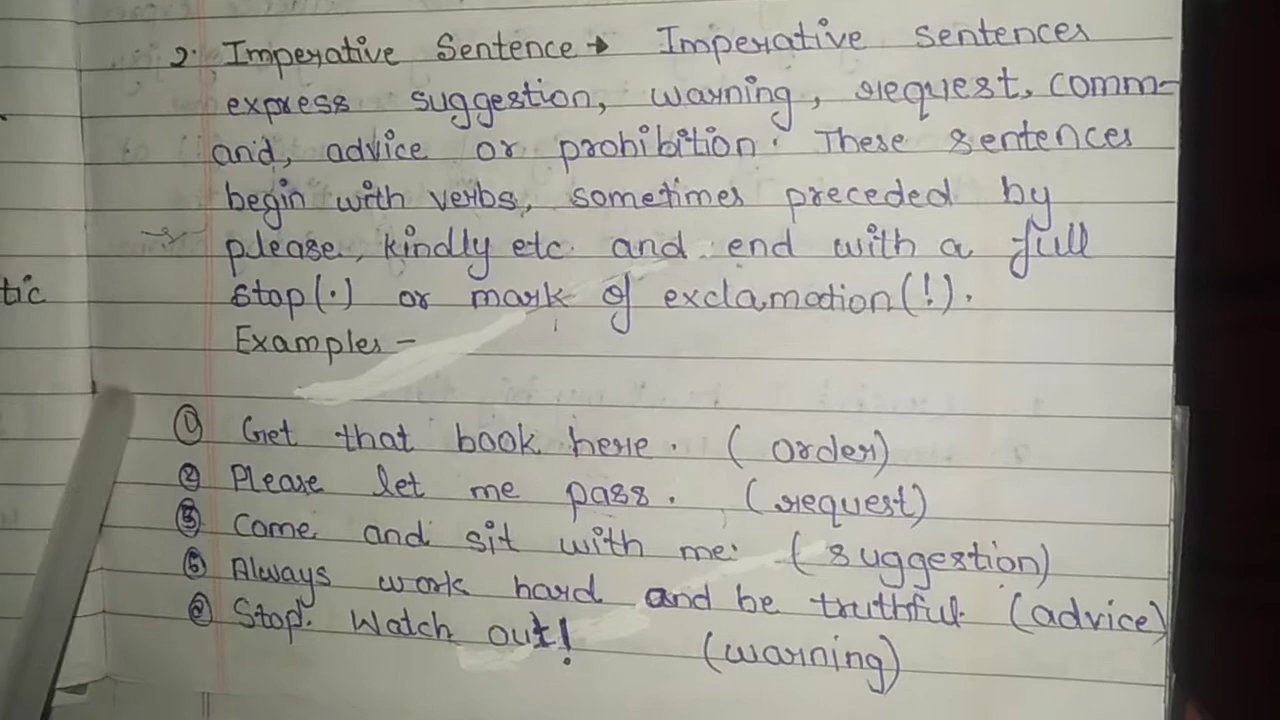 2. Imperative Sentence → Imperative sentences
express suggestion, warning, request, comm-
and, advice or prohibition. These sentences
begin with verbs, sometimes preceded by
please, kindly etc. and end with a full
stop(.) or mark of exclamation(!).
Examples -
① Get that book here. (order)
② Please let me pass. (request)
③ Come and sit with me. (suggestion)
⑤ Always work hard and be truthful. (advice)
Stop. Watch out! (warning)
tic